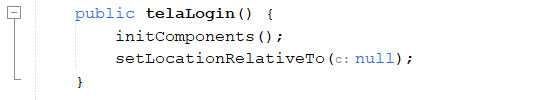 public telaLogin() {
initComponents();
setLocationRelativeTo(c: null);
}